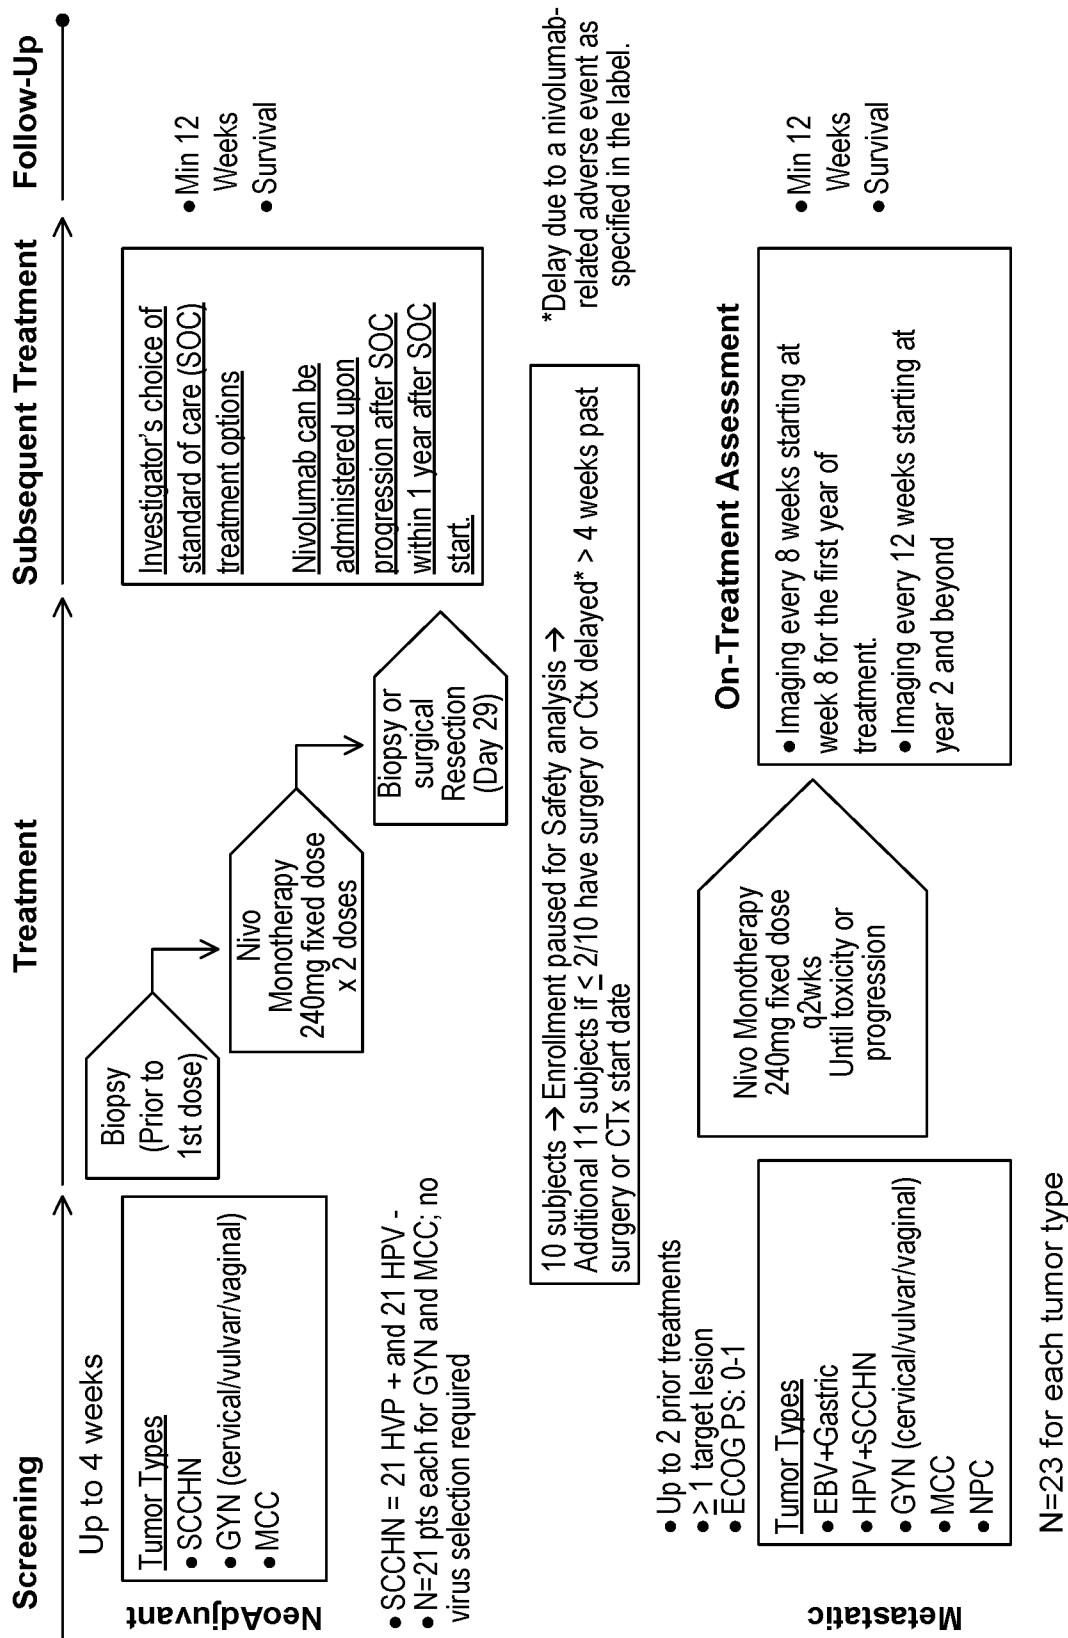 Screening
Treatment
Subsequent Treatment
Follow-Up
NeoAdjuvant
Up to 4 weeks
Tumor Types
• SCCHN
• GYN (cervical/vulvar/vaginal)
• MCC
• SCCHN = 21 HVP + and 21 HPV -
• N=21 pts each for GYN and MCC; no
virus selection required
Biopsy
(Prior to
1st dose)
Nivo
Monotherapy
240mg fixed dose
x 2 doses
Biopsy or
surgical
Resection
(Day 29)
Investigator's choice of
standard of care (SOC)
treatment options
Nivolumab can be
administered upon
progression after SOC
within 1 year after SOC
start.
• Min 12
Weeks
• Survival
10 subjects → Enrollment paused for Safety analysis →
Additional 11 subjects if ≤ 2/10 have surgery or Ctx delayed* > 4 weeks past
surgery or CTx start date
*Delay due to a nivolumab-
related adverse event as
specified in the label.
Metastatic
• Up to 2 prior treatments
• ≥ 1 target lesion
• ECOG PS: 0-1
Tumor Types
• EBV+Gastric
• HPV+SCCHN
• GYN (cervical/vulvar/vaginal)
• MCC
• NPC
N=23 for each tumor type
Nivo Monotherapy
240mg fixed dose
q2wks
Until toxicity or
progression
On-Treatment Assessment
• Imaging every 8 weeks starting at
week 8 for the first year of
treatment.
• Imaging every 12 weeks starting at
year 2 and beyond
• Min 12
Weeks
• Survival